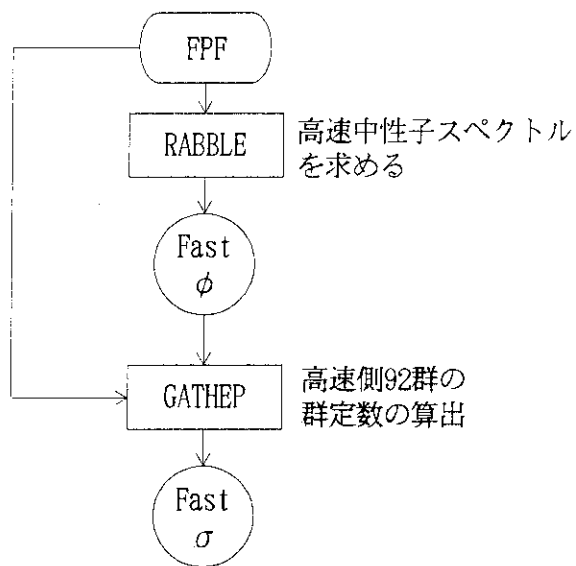 FPF
RABBLE
高速中性子スペクトル
を求める
Fast
φ
GATHEP
高速側92群の
群定数の算出
Fast
σ